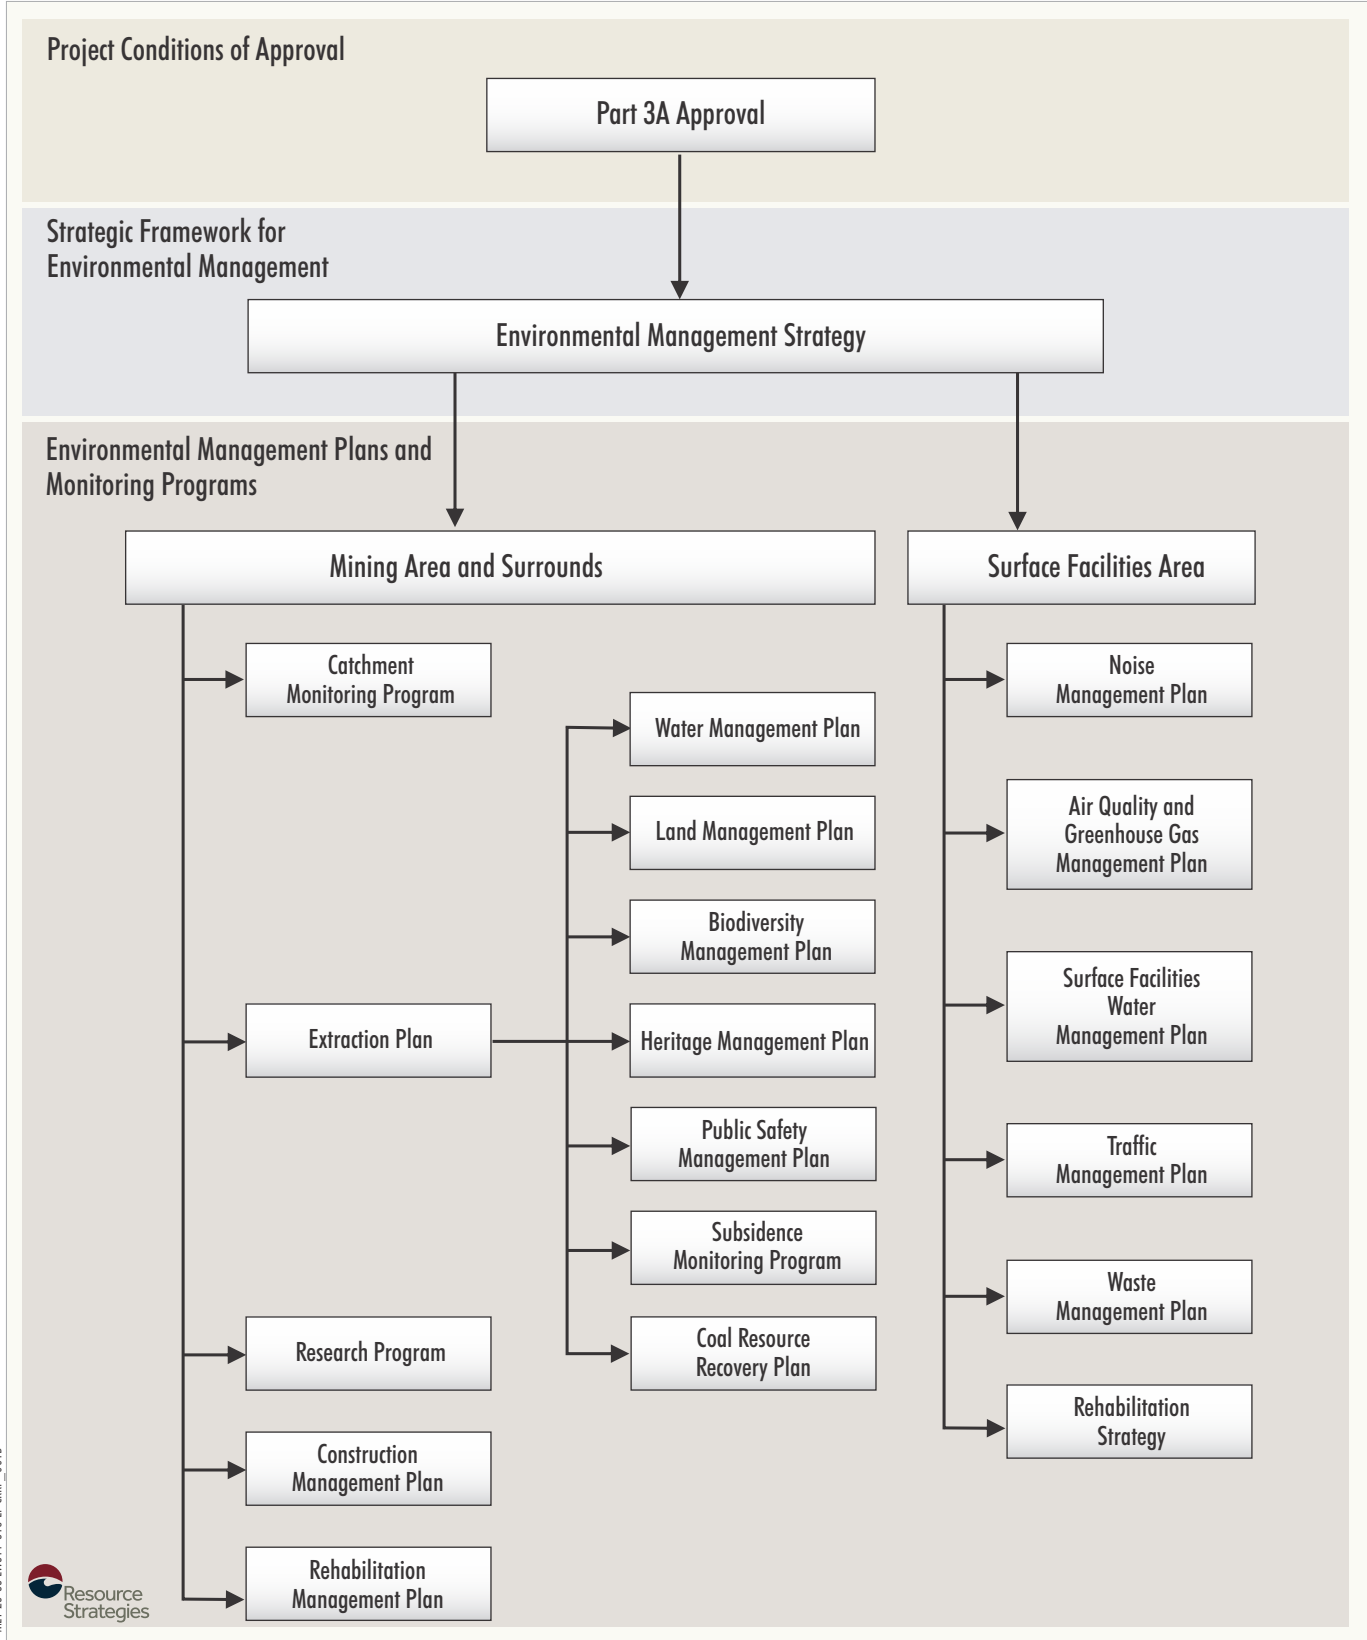 Project Conditions of Approval
Part 3A Approval
Strategic Framework for
Environmental Management
Environmental Management Strategy
Environmental Management Plans and
Monitoring Programs
Mining Area and Surrounds
Surface Facilities Area
Catchment
Monitoring Program
Extraction Plan
Research Program
Construction
Management Plan
Rehabilitation
Management Plan
Water Management Plan
Land Management Plan
Biodiversity
Management Plan
Heritage Management Plan
Public Safety
Management Plan
Subsidence
Monitoring Program
Coal Resource
Recovery Plan
Noise
Management Plan
Air Quality and
Greenhouse Gas
Management Plan
Surface Facilities
Water
Management Plan
Traffic
Management Plan
Waste
Management Plan
Rehabilitation
Strategy
Resource
Strategies